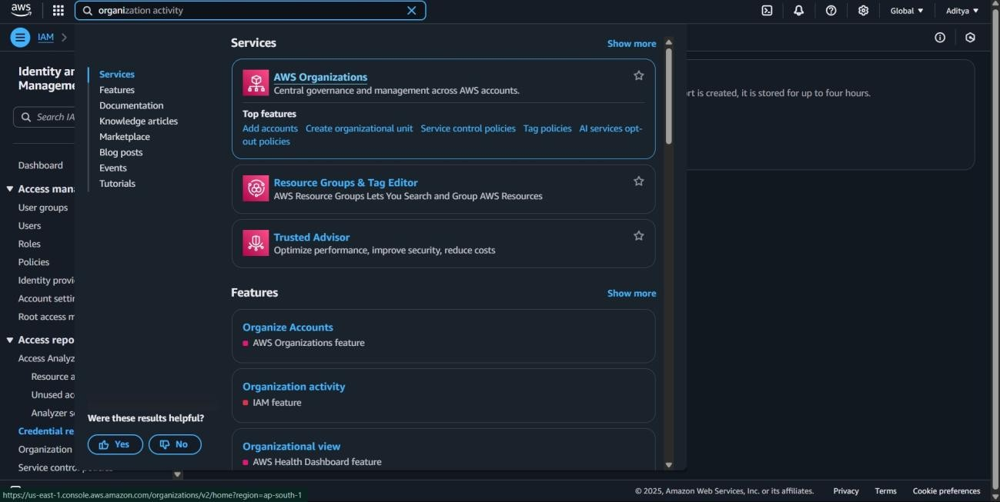 aws
organization activity
Global ▼
Aditya ▼
IAM
Identity an
Manageme
Search IA
Dashboard
Access mana
User groups
Users
Roles
Policies
Identity provi
Account settin
Root access m
Access repo
Access Analyz
Resource a
Unused ac
Analyzer s
Credential re
Organization
Service control policies
Services
Features
Documentation
Knowledge articles
Marketplace
Blog posts
Events
Tutorials
Were these results helpful?
Yes
No
Services
Show more
AWS Organizations
Central governance and management across AWS accounts.
Top features
Add accounts Create organizational unit Service control policies Tag policies AI services opt-
out policies
Resource Groups & Tag Editor
AWS Resource Groups Lets You Search and Group AWS Resources
Trusted Advisor
Optimize performance, improve security, reduce costs
Features
Show more
Organize Accounts
AWS Organizations feature
Organization activity
IAM feature
Organizational view
AWS Health Dashboard feature
rt is created, it is stored for up to four hours.
https://us-east-1.console.aws.amazon.com/organizations/v2/home?region=ap-south-1
© 2025, Amazon Web Services, Inc. or its affiliates.
Privacy
Terms
Cookie preferences